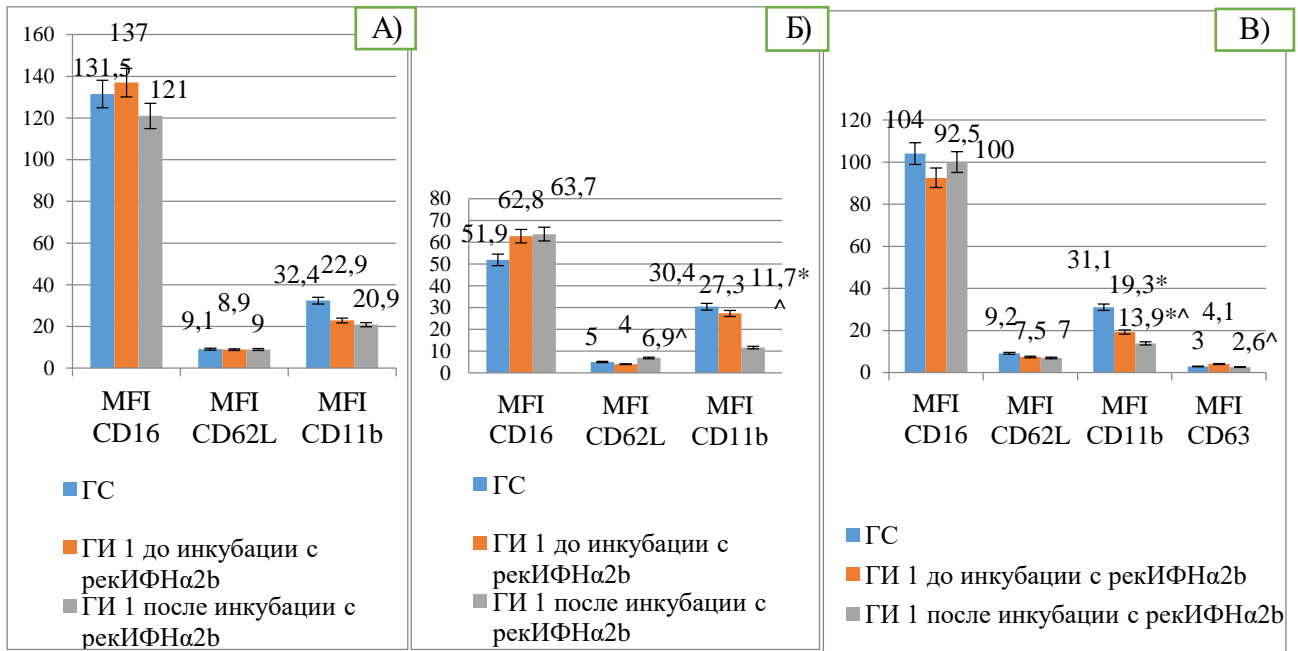 А)
160
140
120
100
80
60
40
20
0
137
131,5
121
9,1
8,9
9
32,4
22,9
20,9
MFI
CD16
MFI
CD62L
MFI
CD11b
ГС
ГИ 1 до инкубации с
рекИФНα2b
ГИ 1 после инкубации с
рекИФНα2b
Б)
80
70
60
50
40
30
20
10
0
51,9
62,8
63,7
5
4
6,9^
30,4
27,3
11,7*
^
MFI
CD16
MFI
CD62L
MFI
CD11b
ГС
ГИ 1 до инкубации с
рекИФНα2b
ГИ 1 после инкубации с
рекИФНα2b
В)
120
100
80
60
40
20
0
104
92,5
100
9,2
7,5
7
31,1
19,3*
13,9*^
3
4,1
2,6^
MFI
CD16
MFI
CD62L
MFI
CD11b
MFI
CD63
ГС
ГИ 1 до инкубации с рекИФНα2b
ГИ 1 после инкубации с рекИФНα2b